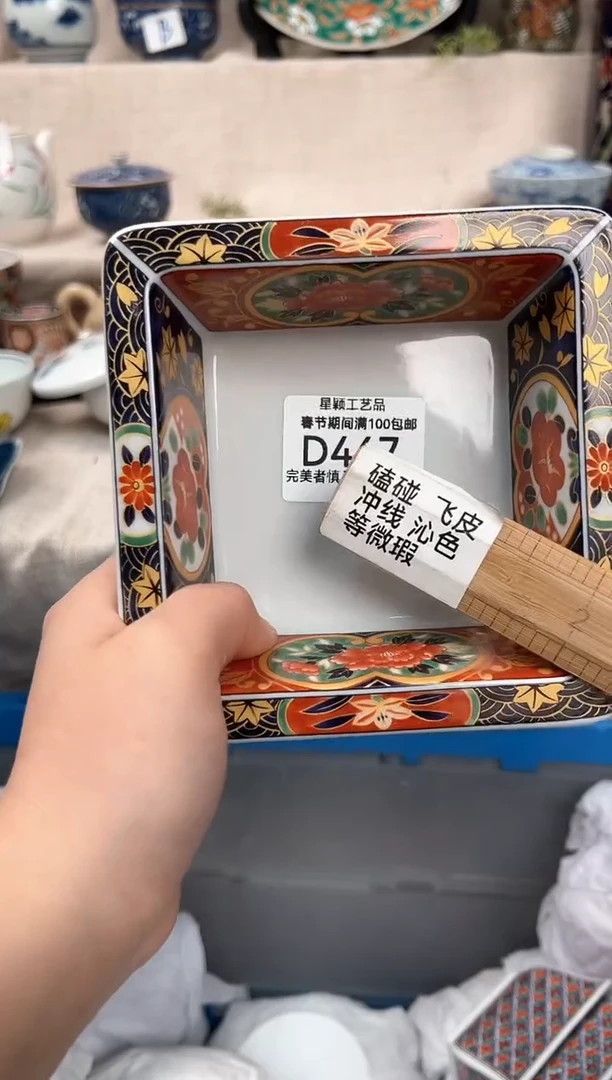 星颖工艺品
春节期间满100包邮
D447
完美者慎
磕碰 飞皮
冲线 沁色
等微瑕